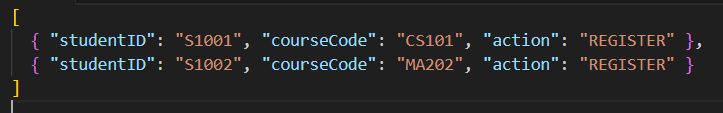 [
  { "studentID": "S1001", "courseCode": "CS101", "action": "REGISTER" },
  { "studentID": "S1002", "courseCode": "MA202", "action": "REGISTER" }
]